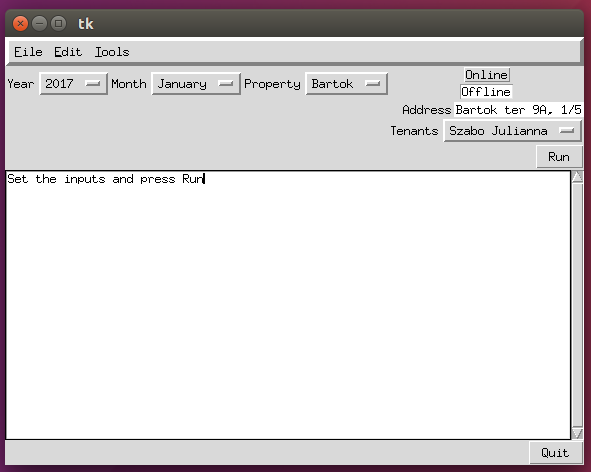 tk
File Edit Tools
Year 2017 Month January Property Bartok
Online
Offline
Address Bartok ter 9A, 1/5
Tenants Szabo Julianna
Run
Set the inputs and press Run
Quit